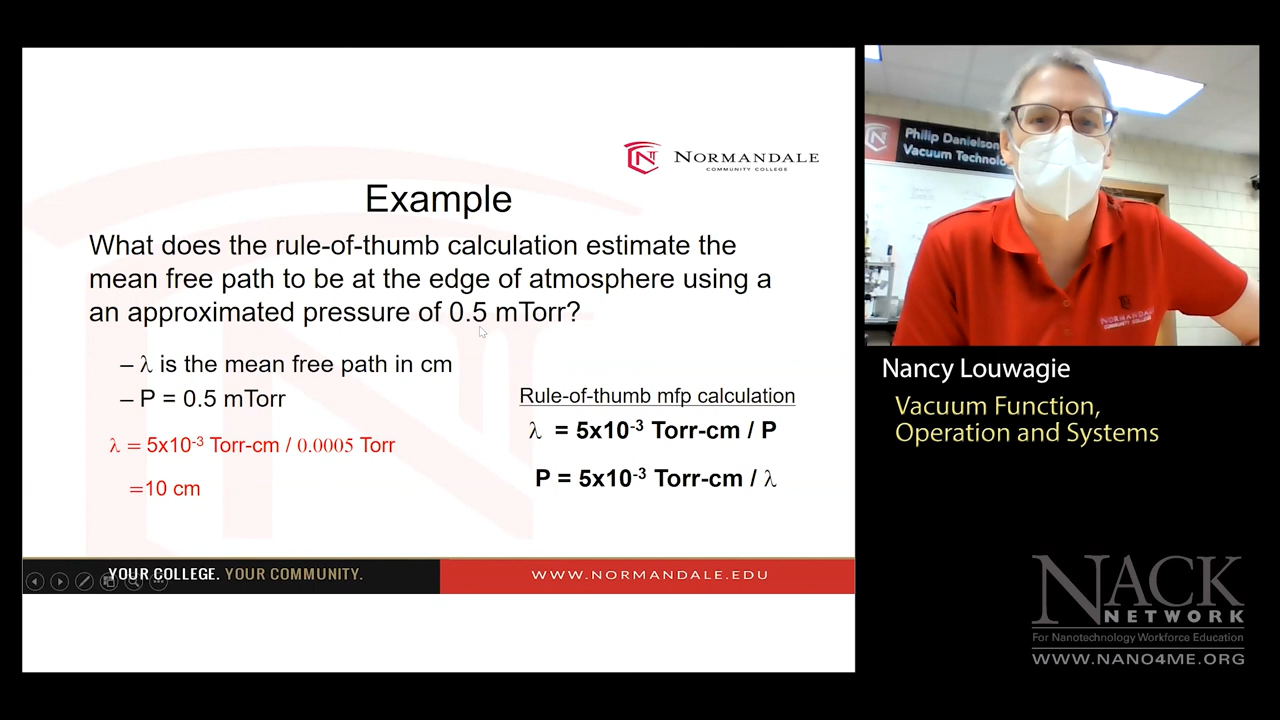 NORMANDALE
COMMUNITY COLLEGE
Example
What does the rule-of-thumb calculation estimate the
mean free path to be at the edge of atmosphere using a
an approximated pressure of 0.5 mTorr?
– λ is the mean free path in cm
– P = 0.5 mTorr
λ = 5x10⁻³ Torr-cm / 0.0005 Torr
=10 cm
Rule-of-thumb mfp calculation
λ = 5x10⁻³ Torr-cm / P
P = 5x10⁻³ Torr-cm / λ
YOUR COLLEGE. YOUR COMMUNITY.
WWW.NORMANDALE.EDU
Philip Danielson
Vacuum Technolo
NORMANDALE
Nancy Louwagie
Vacuum Function,
Operation and Systems
NACK
NETWORK
For Nanotechnology Workforce Education
WWW.NANO4ME.ORG